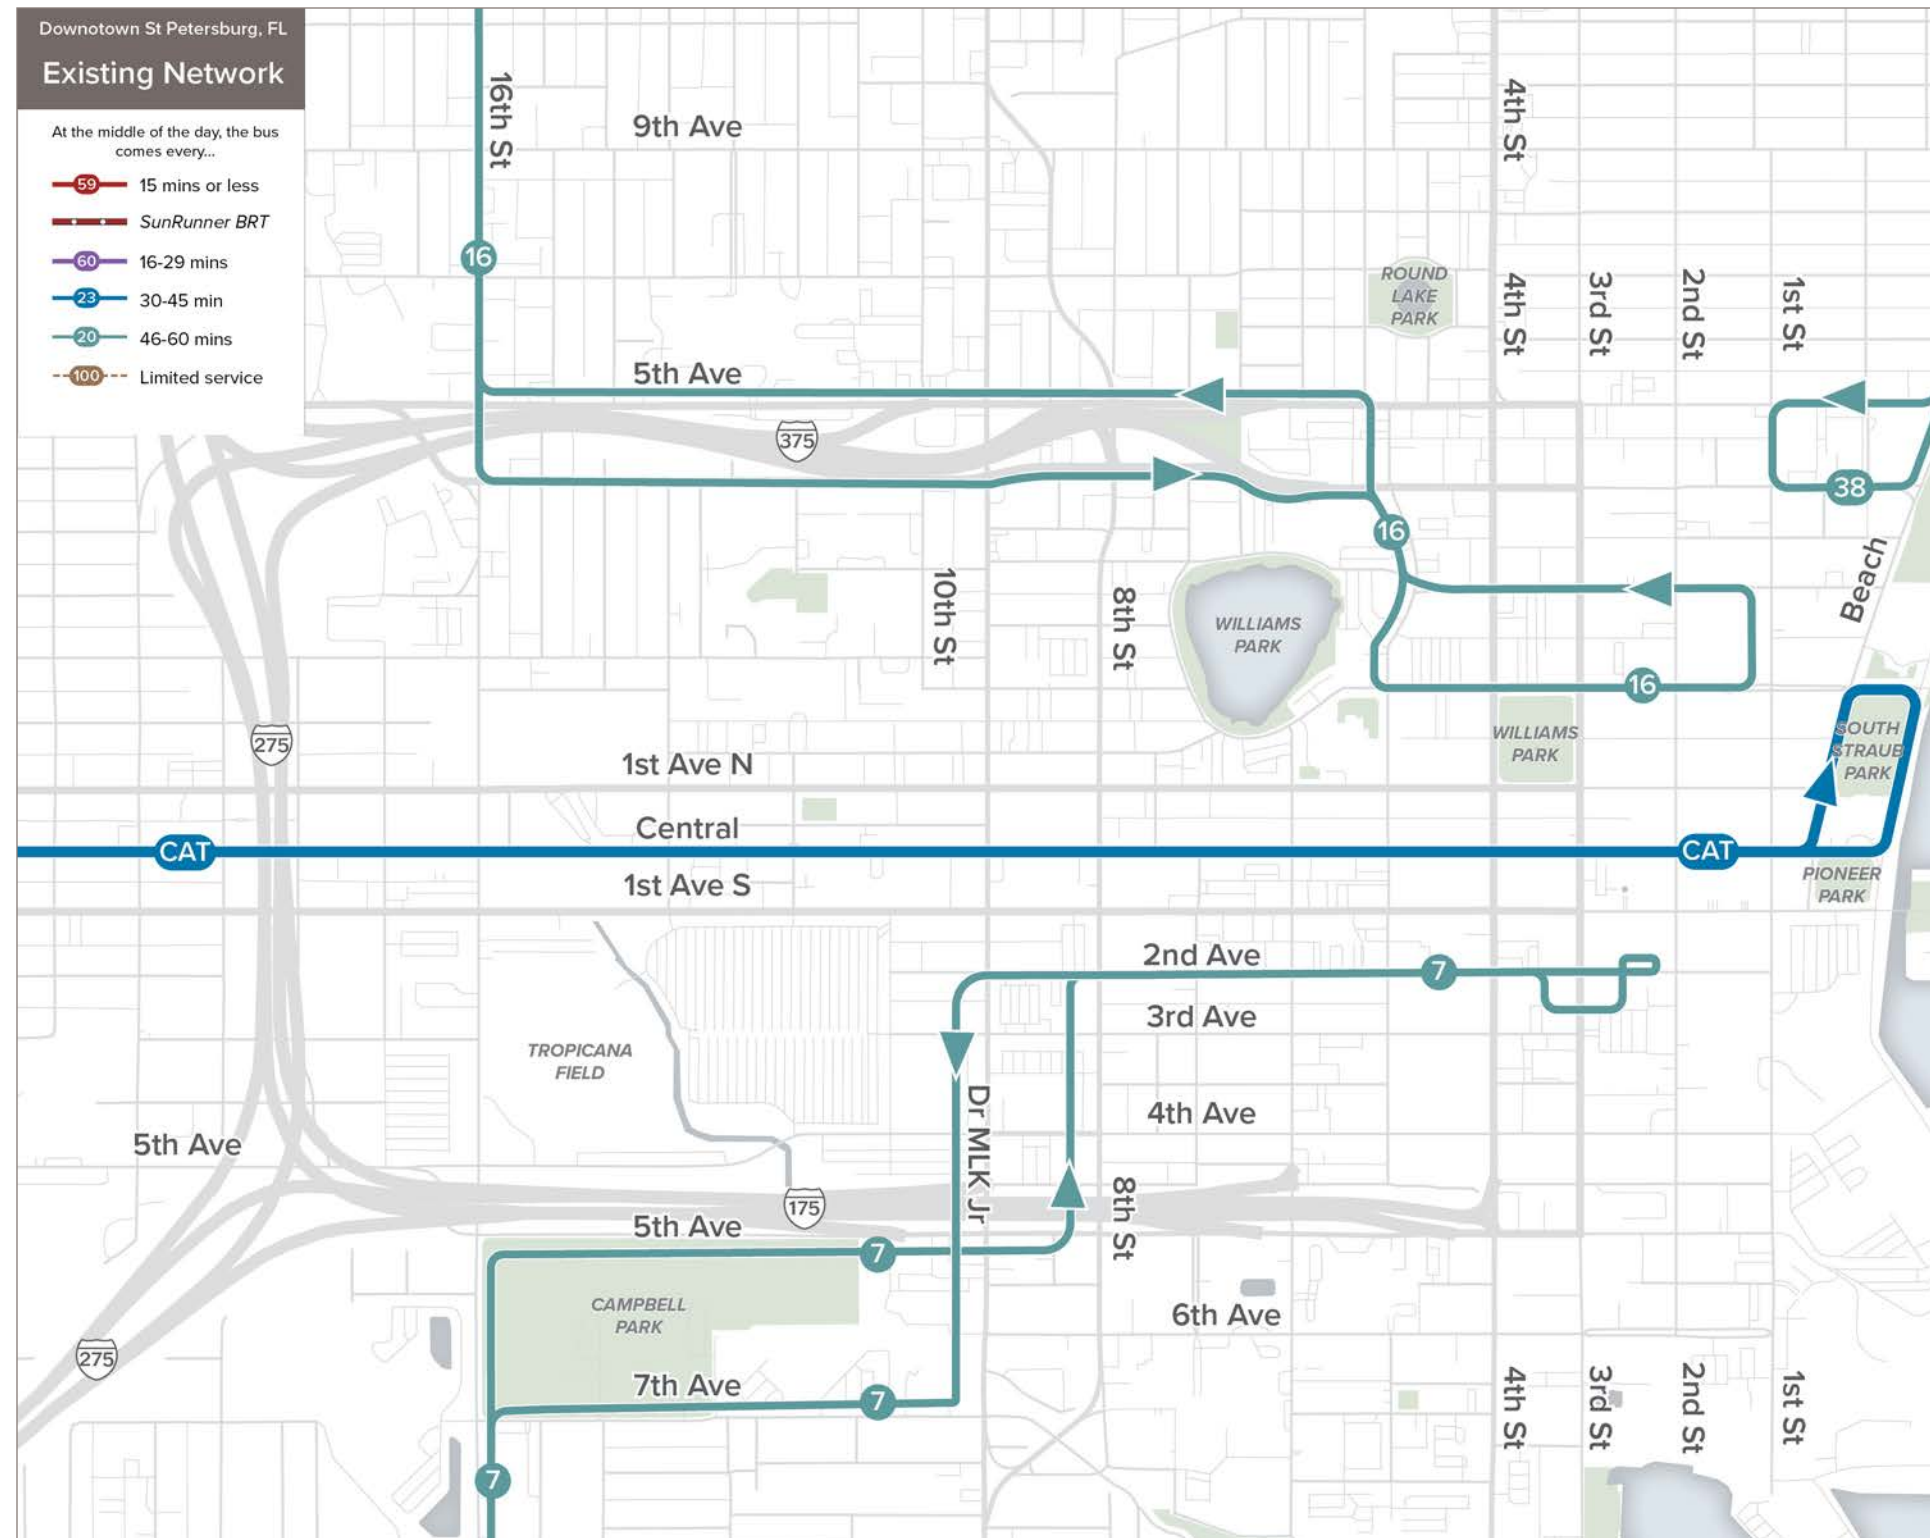 Downotown St Petersburg, FL
Existing Network
At the middle of the day, the bus
comes every...
59 15 mins or less
SunRunner BRT
60 16-29 mins
23 30-45 min
20 46-60 mins
100 Limited service
16th St
9th Ave
4th St
16
ROUND
LAKE
PARK
4th St
3rd St
2nd St
1st St
5th Ave
375
38
16
Beach
10th St
8th St
WILLIAMS
PARK
16
275
1st Ave N
WILLIAMS
PARK
SOUTH
STRAUB
PARK
Central
CAT
CAT
1st Ave S
PIONEER
PARK
2nd Ave
7
3rd Ave
TROPICANA
FIELD
Dr MLK Jr
4th Ave
5th Ave
175
8th St
5th Ave
7
CAMPBELL
PARK
6th Ave
275
7th Ave
7
4th St
3rd St
2nd St
1st St
7